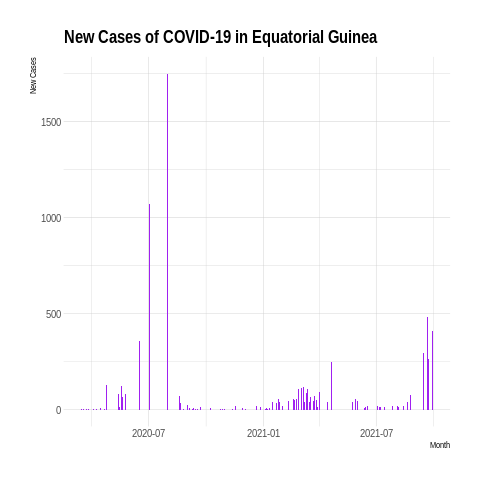 New Cases of COVID-19 in Equatorial Guinea
New Cases
1500
1000
500
0
2020-07
2021-01
2021-07
Month